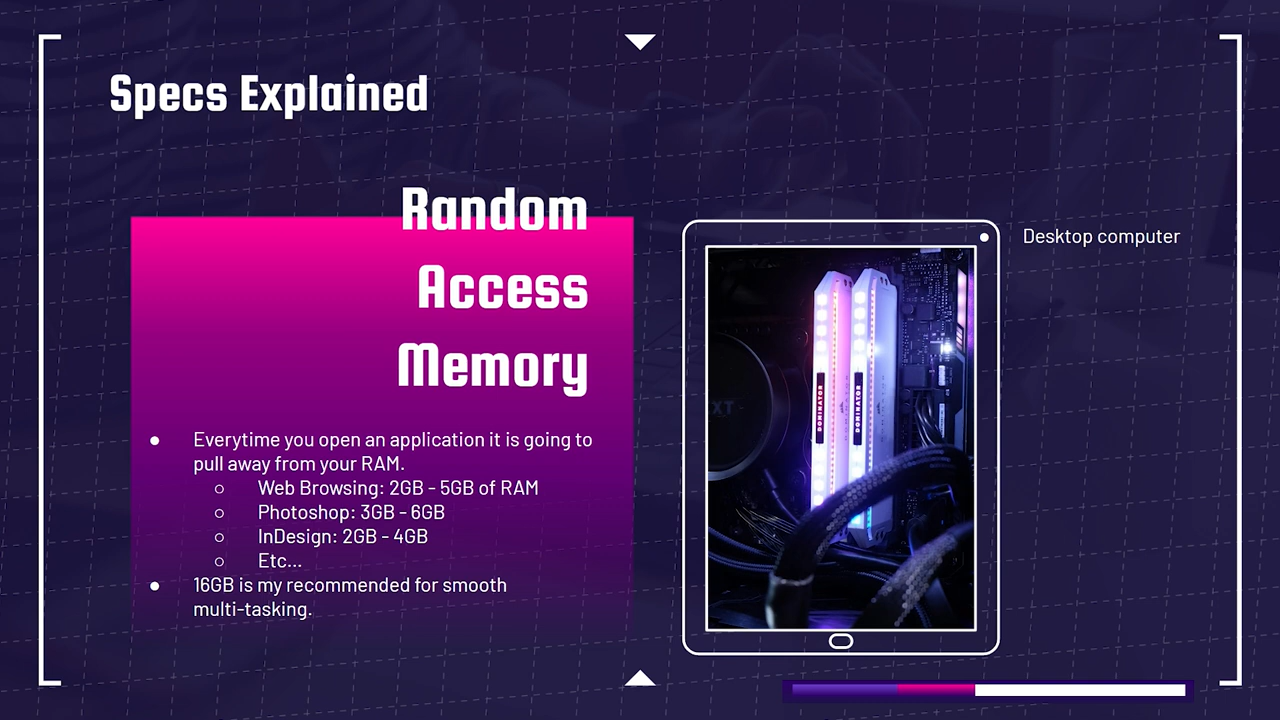 Specs Explained
Random
Access
Memory
Desktop computer
● Everytime you open an application it is going to
pull away from your RAM.
○ Web Browsing: 2GB - 5GB of RAM
○ Photoshop: 3GB - 6GB
○ InDesign: 2GB - 4GB
○ Etc...
● 16GB is my recommended for smooth
multi-tasking.
DOMINATOR
DOMINATOR